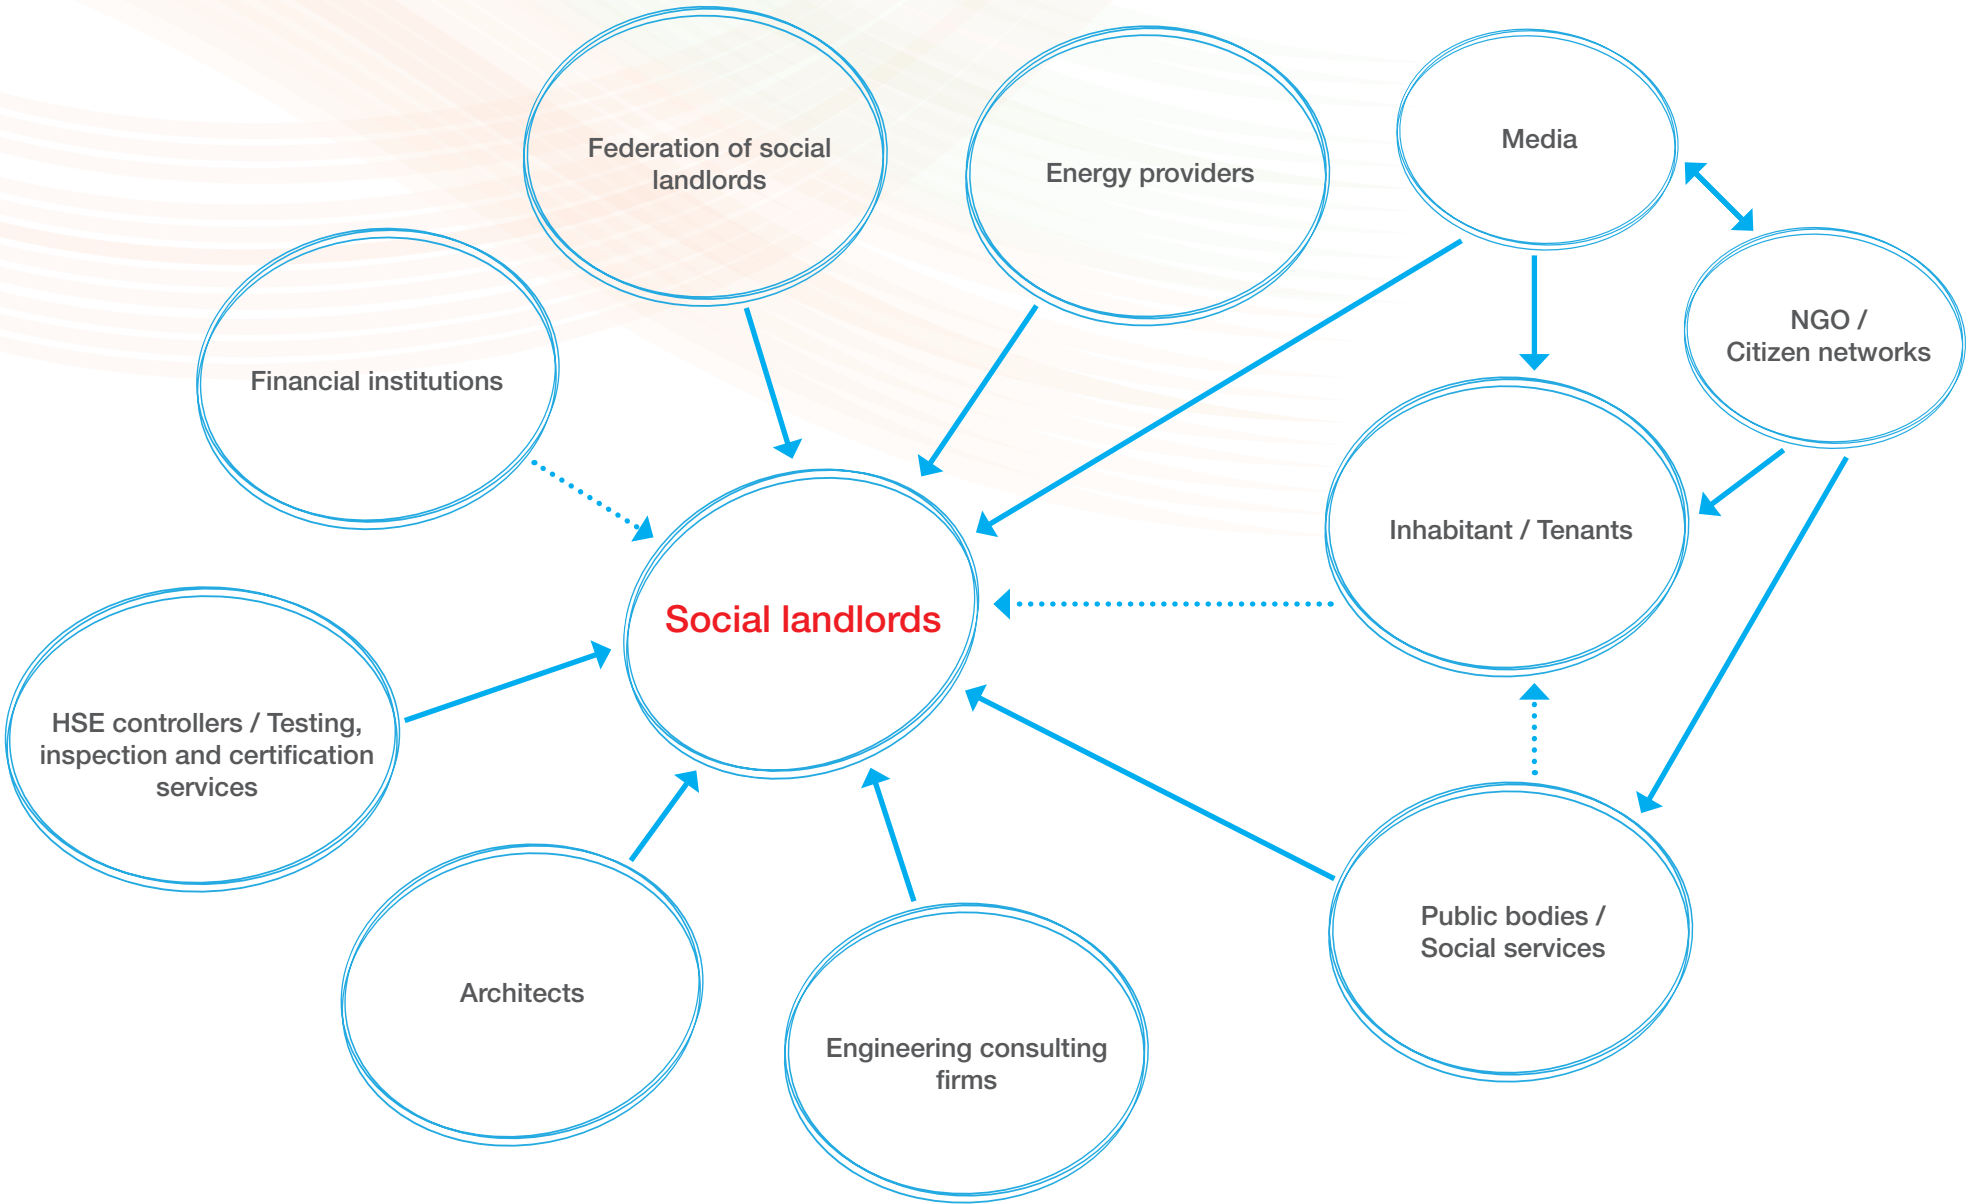 Federation of social
landlords
Energy providers
Media
NGO /
Citizen networks
Financial institutions
Inhabitant / Tenants
Social landlords
HSE controllers / Testing,
inspection and certification
services
Public bodies /
Social services
Architects
Engineering consulting
firms